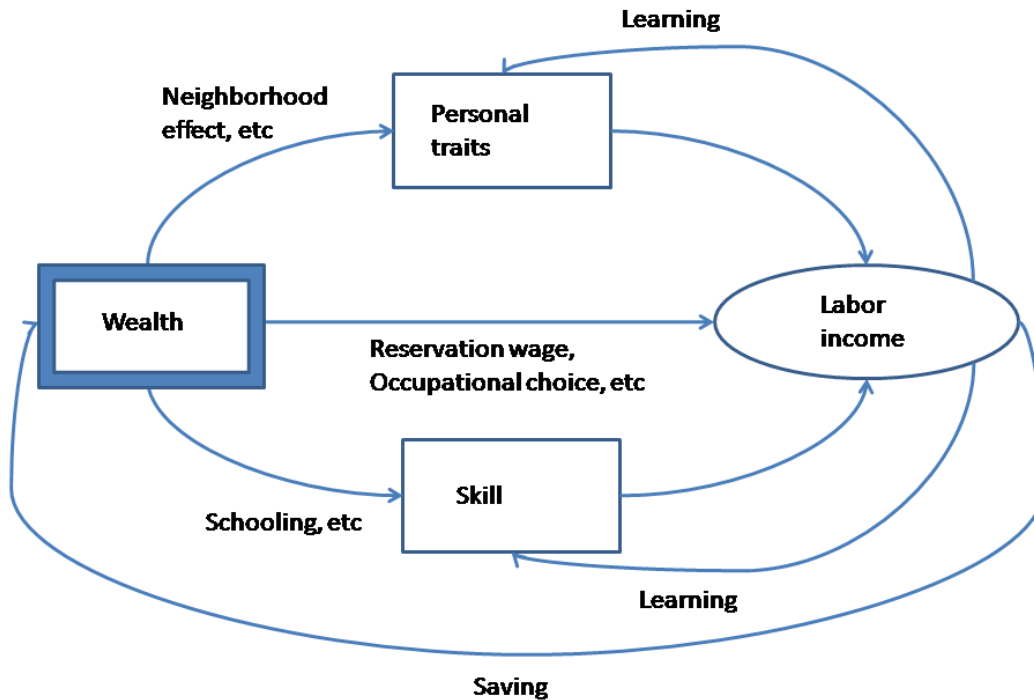 Learning
Neighborhood
effect, etc
Personal
traits
Wealth
Labor
income
Reservation wage,
Occupational choice, etc
Skill
Schooling, etc
Learning
Saving